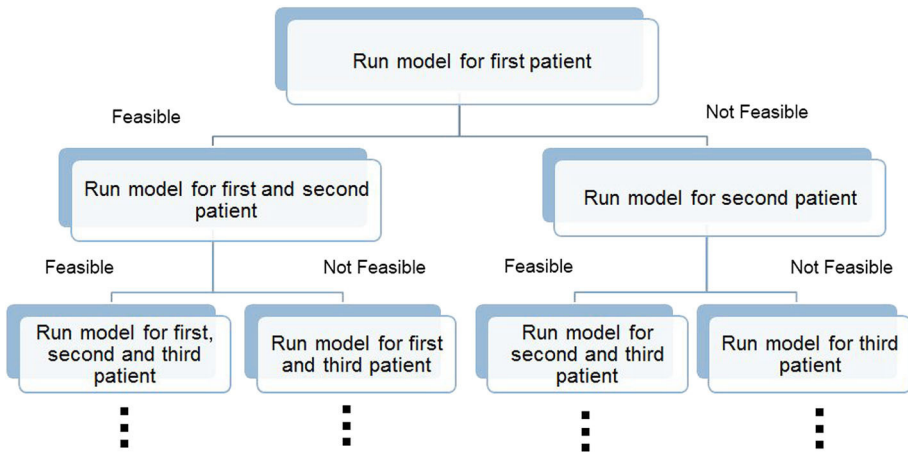 Run model for first patient
Feasible
Not Feasible
Run model for first and second
patient
Run model for second patient
Feasible
Not Feasible
Feasible
Not Feasible
Run model for first,
second and third
patient
Run model for first
and third patient
Run model for
second and third
patient
Run model for third
patient